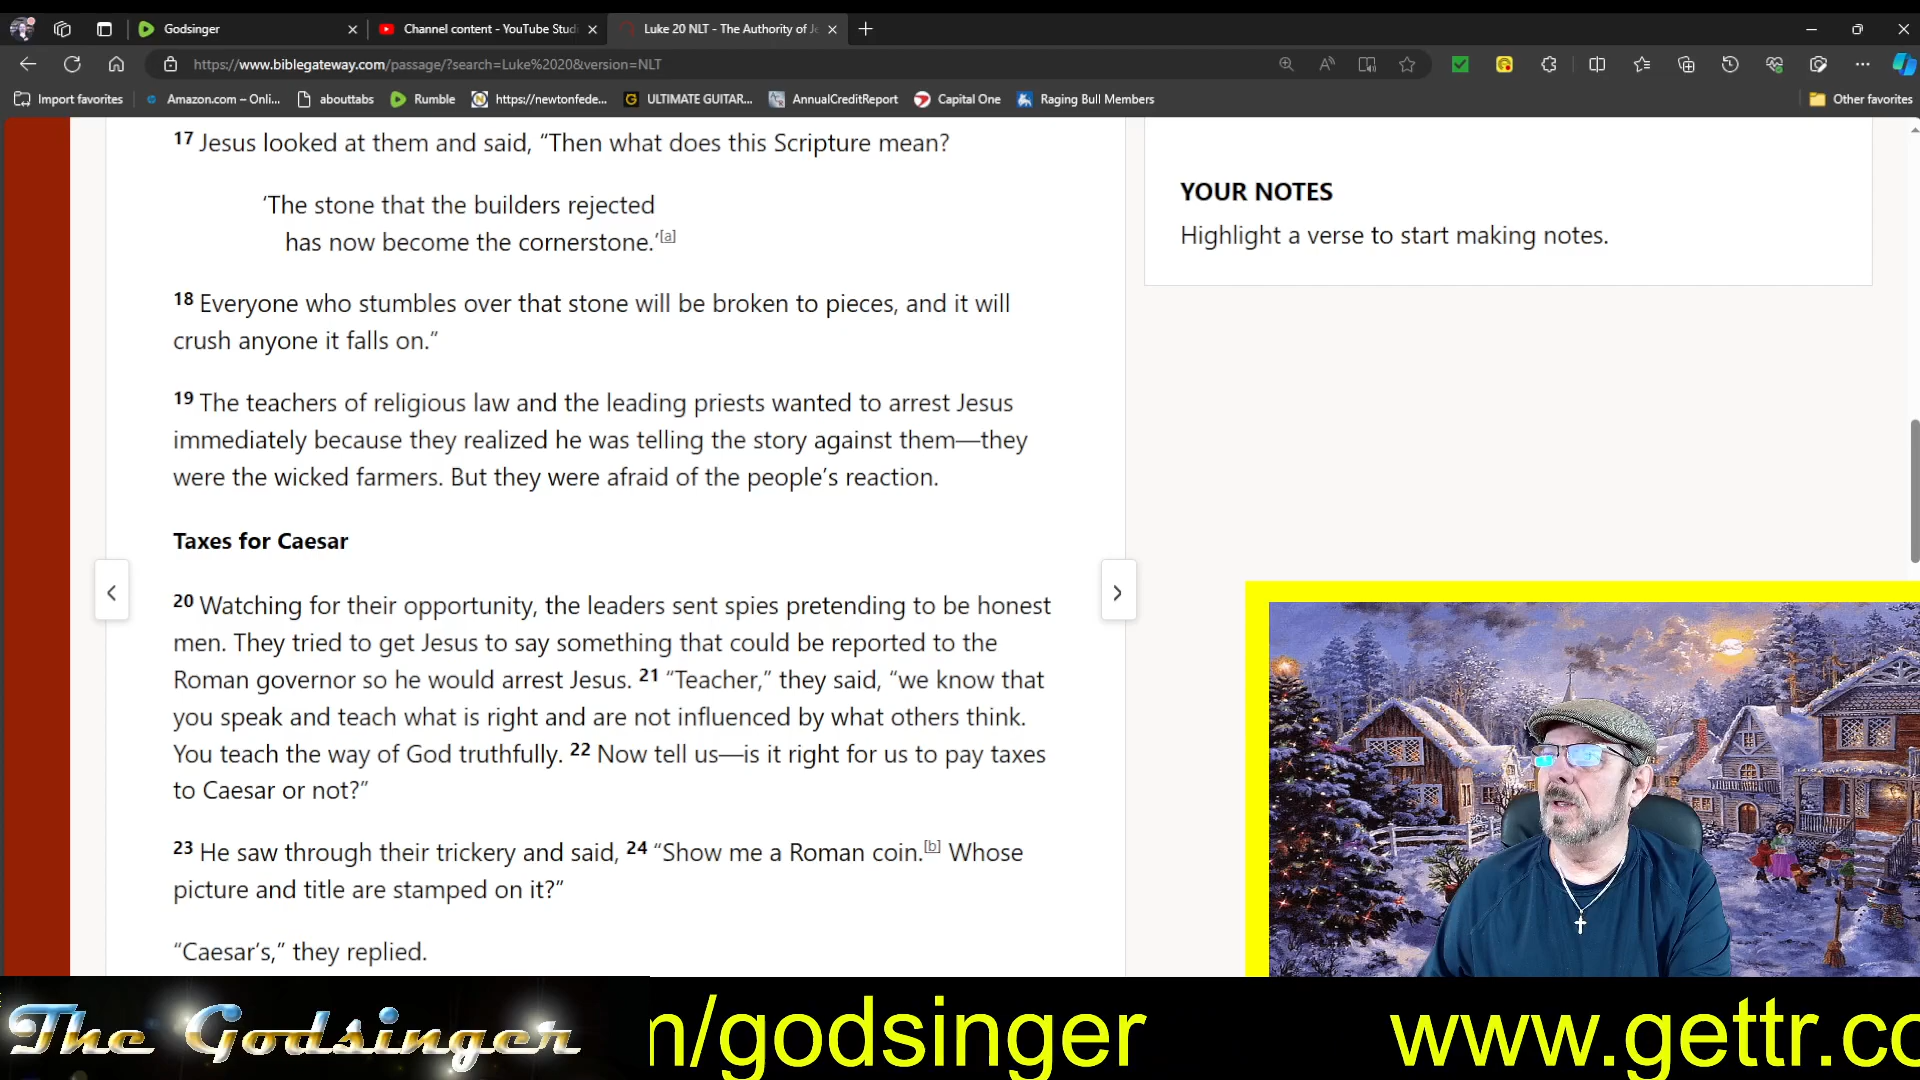 Godsinger
Channel content - YouTube Studi
Luke 20 NLT - The Authority of Je
https://www.biblegateway.com/passage/?search=Luke%2020&version=NLT
Import favorites
Amazon.com – Onli...
abouttabs
Rumble
https://newtonfede...
ULTIMATE GUITAR...
AnnualCreditReport
Capital One
Raging Bull Members
Other favorites
17 Jesus looked at them and said, “Then what does this Scripture mean?
‘The stone that the builders rejected
has now become the cornerstone.’[a]
18 Everyone who stumbles over that stone will be broken to pieces, and it will
crush anyone it falls on.”
19 The teachers of religious law and the leading priests wanted to arrest Jesus
immediately because they realized he was telling the story against them—they
were the wicked farmers. But they were afraid of the people’s reaction.
Taxes for Caesar
20 Watching for their opportunity, the leaders sent spies pretending to be honest
men. They tried to get Jesus to say something that could be reported to the
Roman governor so he would arrest Jesus. 21 “Teacher,” they said, “we know that
you speak and teach what is right and are not influenced by what others think.
You teach the way of God truthfully. 22 Now tell us—is it right for us to pay taxes
to Caesar or not?”
23 He saw through their trickery and said, 24 “Show me a Roman coin.[b] Whose
picture and title are stamped on it?”
“Caesar’s,” they replied.
YOUR NOTES
Highlight a verse to start making notes.
The Godsinger
m/godsinger
www.gettr.co